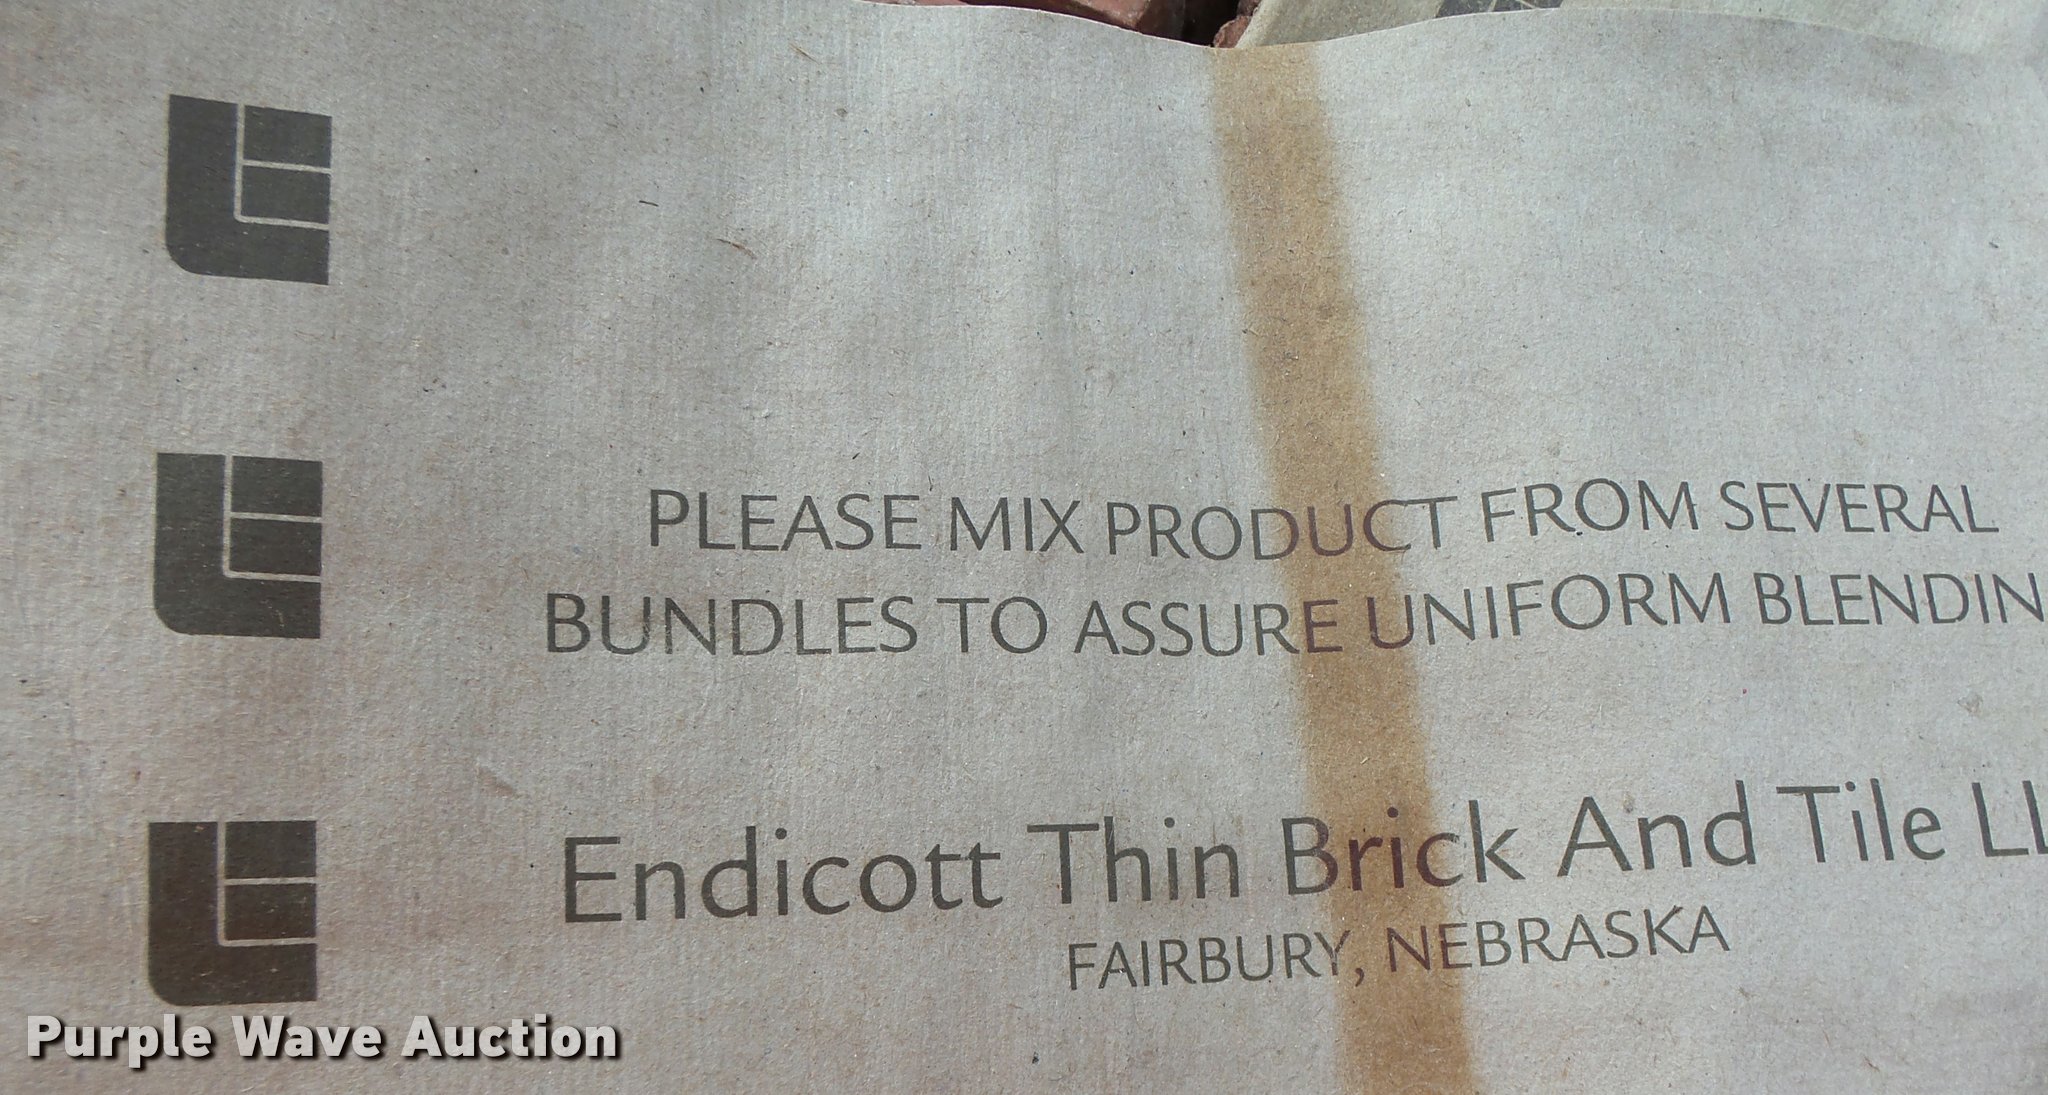 PLEASE MIX PRODUCT FROM SEVERAL
BUNDLES TO ASSURE UNIFORM BLENDIN
Endicott Thin Brick And Tile LL
FAIRBURY, NEBRASKA
Purple Wave Auction